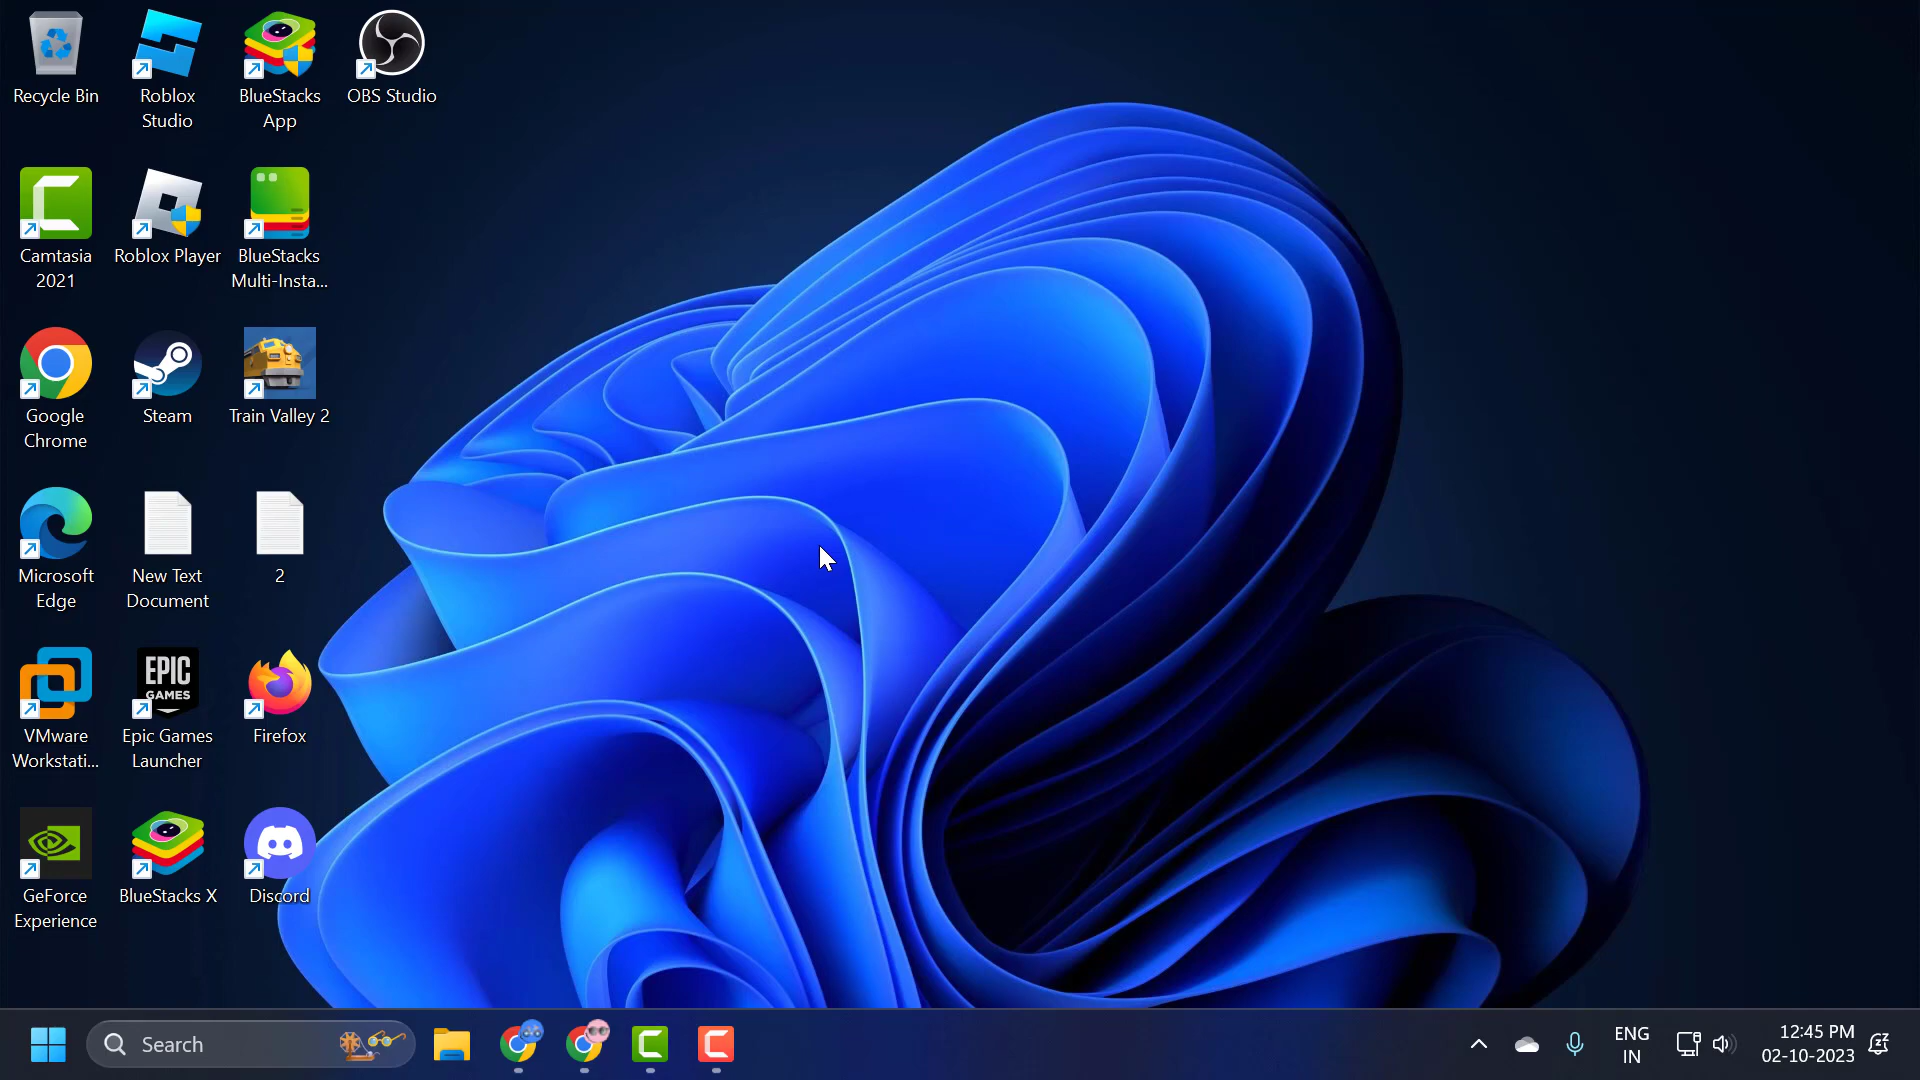 Recycle Bin
Roblox
Studio
BlueStacks
App
OBS Studio
Camtasia
2021
Roblox Player
BlueStacks
Multi-Insta...
Google
Chrome
Steam
Train Valley 2
Microsoft
Edge
New Text
Document
2
VMware
Workstati...
EPIC
GAMES
Epic Games
Launcher
Firefox
GeForce
Experience
BlueStacks X
Discord
Search
ENG
IN
12:45 PM
02-10-2023